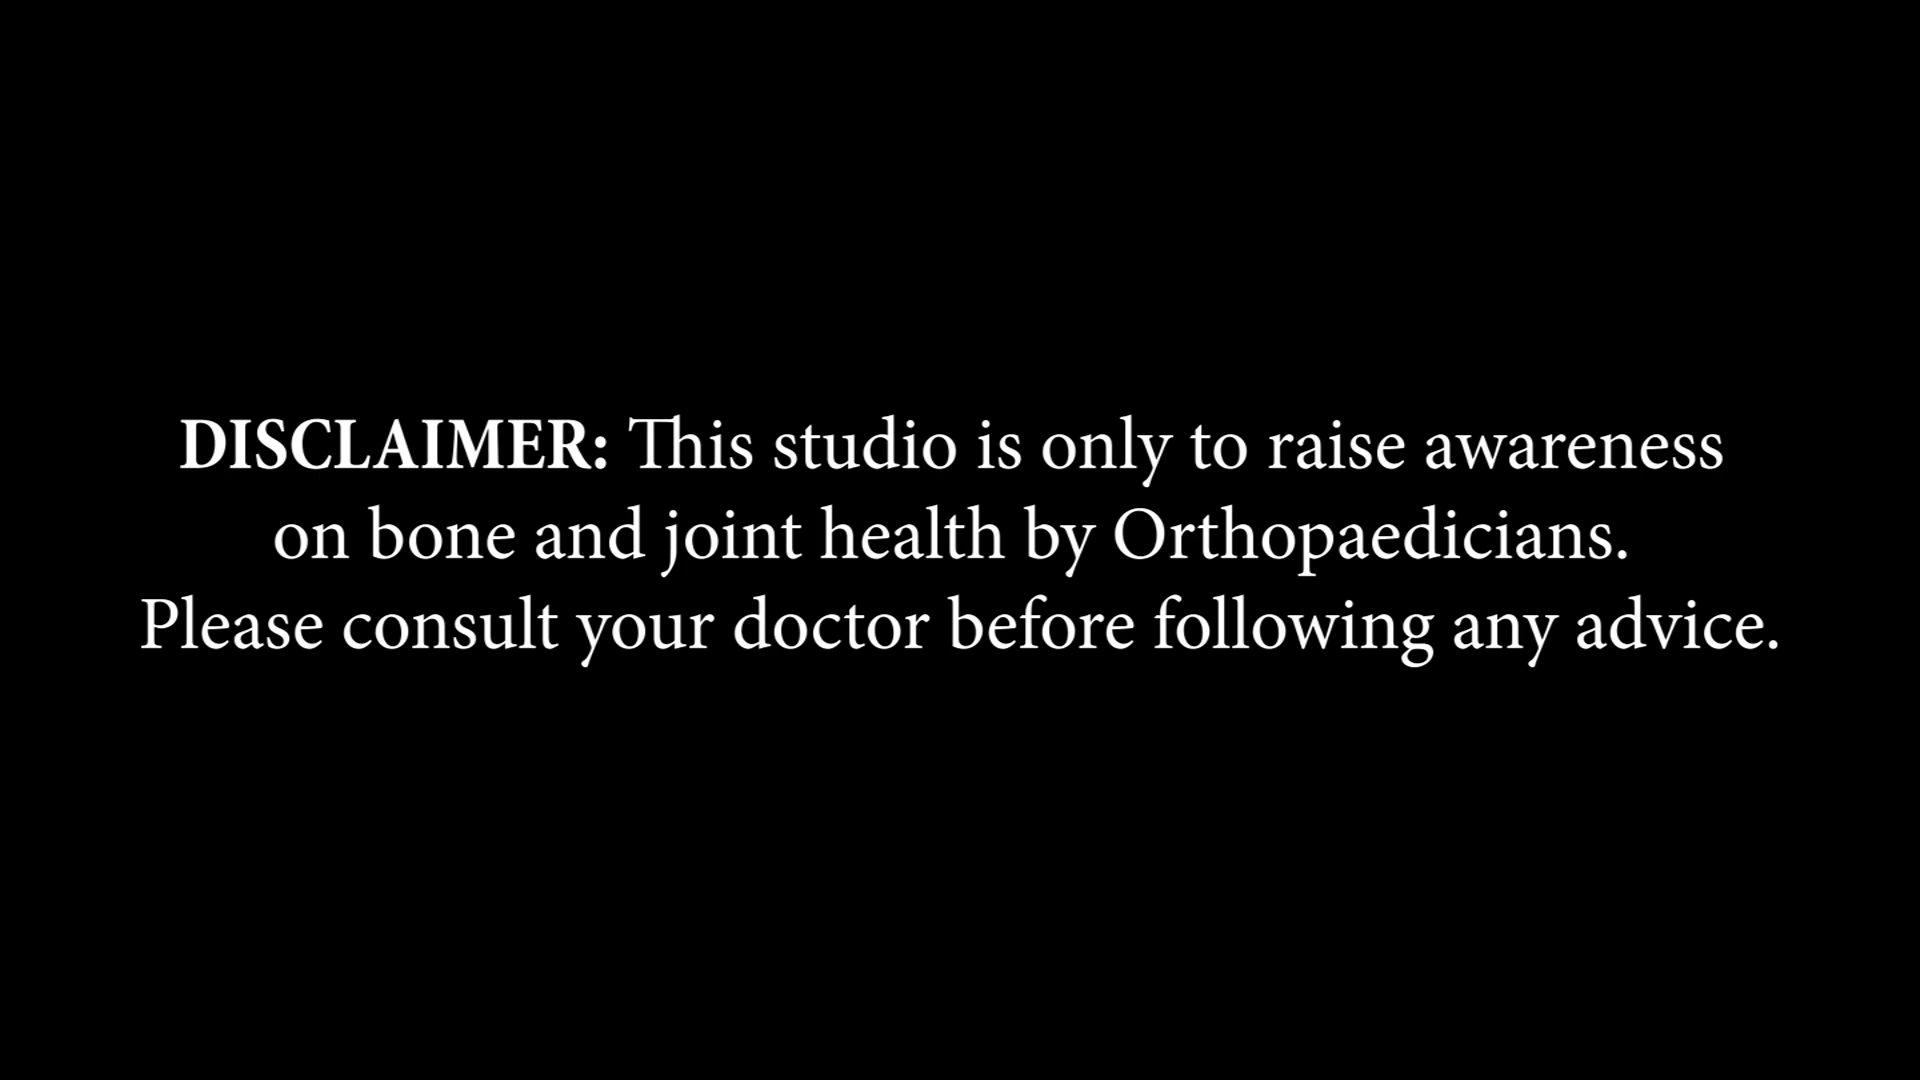 DISCLAIMER: This studio is only to raise awareness
on bone and joint health by Orthopaedicians.
Please consult your doctor before following any advice.